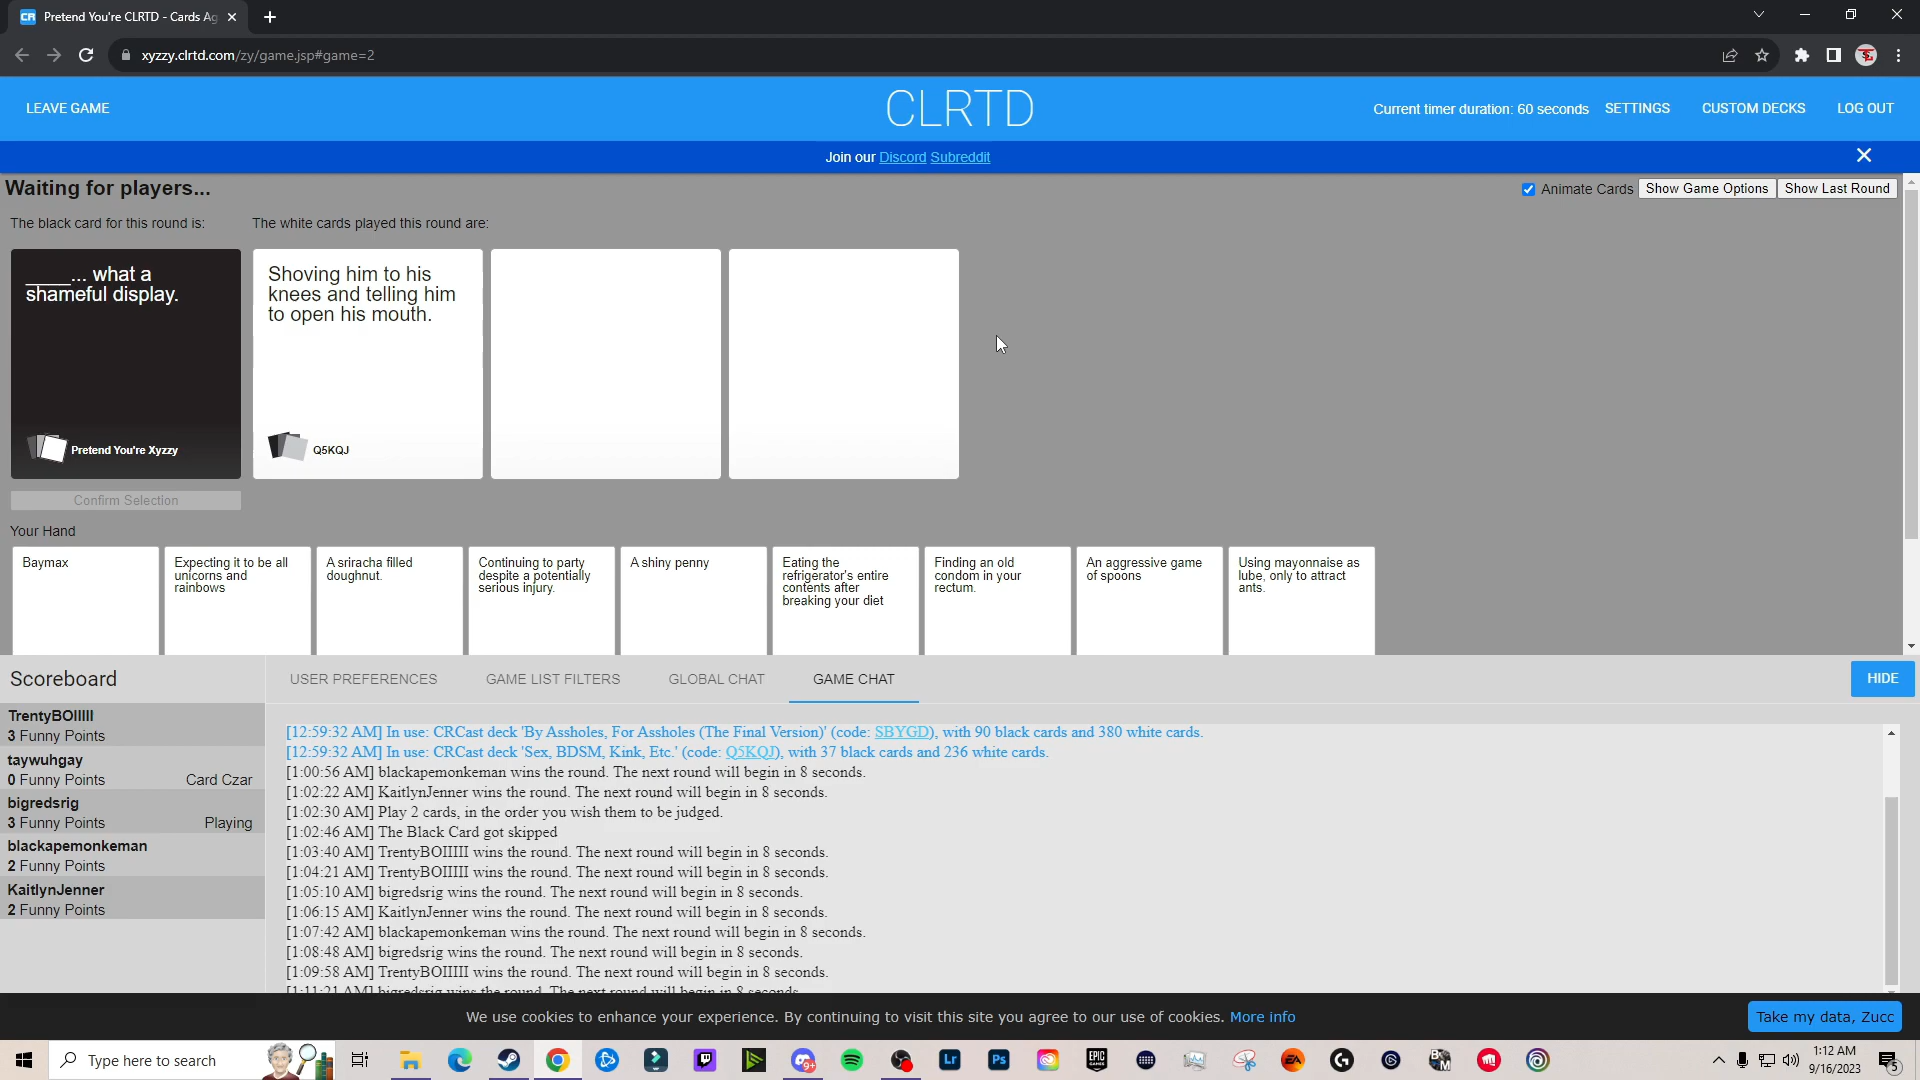 Pretend You're CLRTD - Cards Ag
xyzzy.clrtd.com/zy/game.jsp#game=2
LEAVE GAME
CLRTD
Current timer duration: 60 seconds
SETTINGS
CUSTOM DECKS
LOG OUT
Join our Discord Subreddit
Waiting for players...
Animate Cards
Show Game Options
Show Last Round
The black card for this round is:
The white cards played this round are:
____... what a
shameful display.
Pretend You're Xyzzy
Shoving him to his
knees and telling him
to open his mouth.
Q5KQJ
Confirm Selection
Your Hand
Baymax
Expecting it to be all
unicorns and
rainbows
A sriracha filled
doughnut.
Continuing to party
despite a potentially
serious injury.
A shiny penny
Eating the
refrigerator's entire
contents after
breaking your diet
Finding an old
condom in your
rectum.
An aggressive game
of spoons
Using mayonnaise as
lube, only to attract
ants.
Scoreboard
TrentyBOIIIII
3 Funny Points
taywuhgay
0 Funny Points
Card Czar
bigredsrig
3 Funny Points
Playing
blackapemonkeman
2 Funny Points
KaitlynJenner
2 Funny Points
USER PREFERENCES
GAME LIST FILTERS
GLOBAL CHAT
GAME CHAT
HIDE
[12:59:32 AM] In use: CRCast deck 'By Assholes, For Assholes (The Final Version)' (code: SBYGD), with 90 black cards and 380 white cards.
[12:59:32 AM] In use: CRCast deck 'Sex, BDSM, Kink, Etc.' (code: Q5KQJ), with 37 black cards and 236 white cards.
[1:00:56 AM] blackapemonkeman wins the round. The next round will begin in 8 seconds.
[1:02:22 AM] KaitlynJenner wins the round. The next round will begin in 8 seconds.
[1:02:30 AM] Play 2 cards, in the order you wish them to be judged.
[1:02:46 AM] The Black Card got skipped
[1:03:40 AM] TrentyBOIIIII wins the round. The next round will begin in 8 seconds.
[1:04:21 AM] TrentyBOIIIII wins the round. The next round will begin in 8 seconds.
[1:05:10 AM] bigredsrig wins the round. The next round will begin in 8 seconds.
[1:06:15 AM] KaitlynJenner wins the round. The next round will begin in 8 seconds.
[1:07:42 AM] blackapemonkeman wins the round. The next round will begin in 8 seconds.
[1:08:48 AM] bigredsrig wins the round. The next round will begin in 8 seconds.
[1:09:58 AM] TrentyBOIIIII wins the round. The next round will begin in 8 seconds.
[1:11:21 AM] bigredsrig wins the round. The next round will begin in 8 seconds.
We use cookies to enhance your experience. By continuing to visit this site you agree to our use of cookies. More info
Take my data, Zucc
Type here to search
1:12 AM
9/16/2023